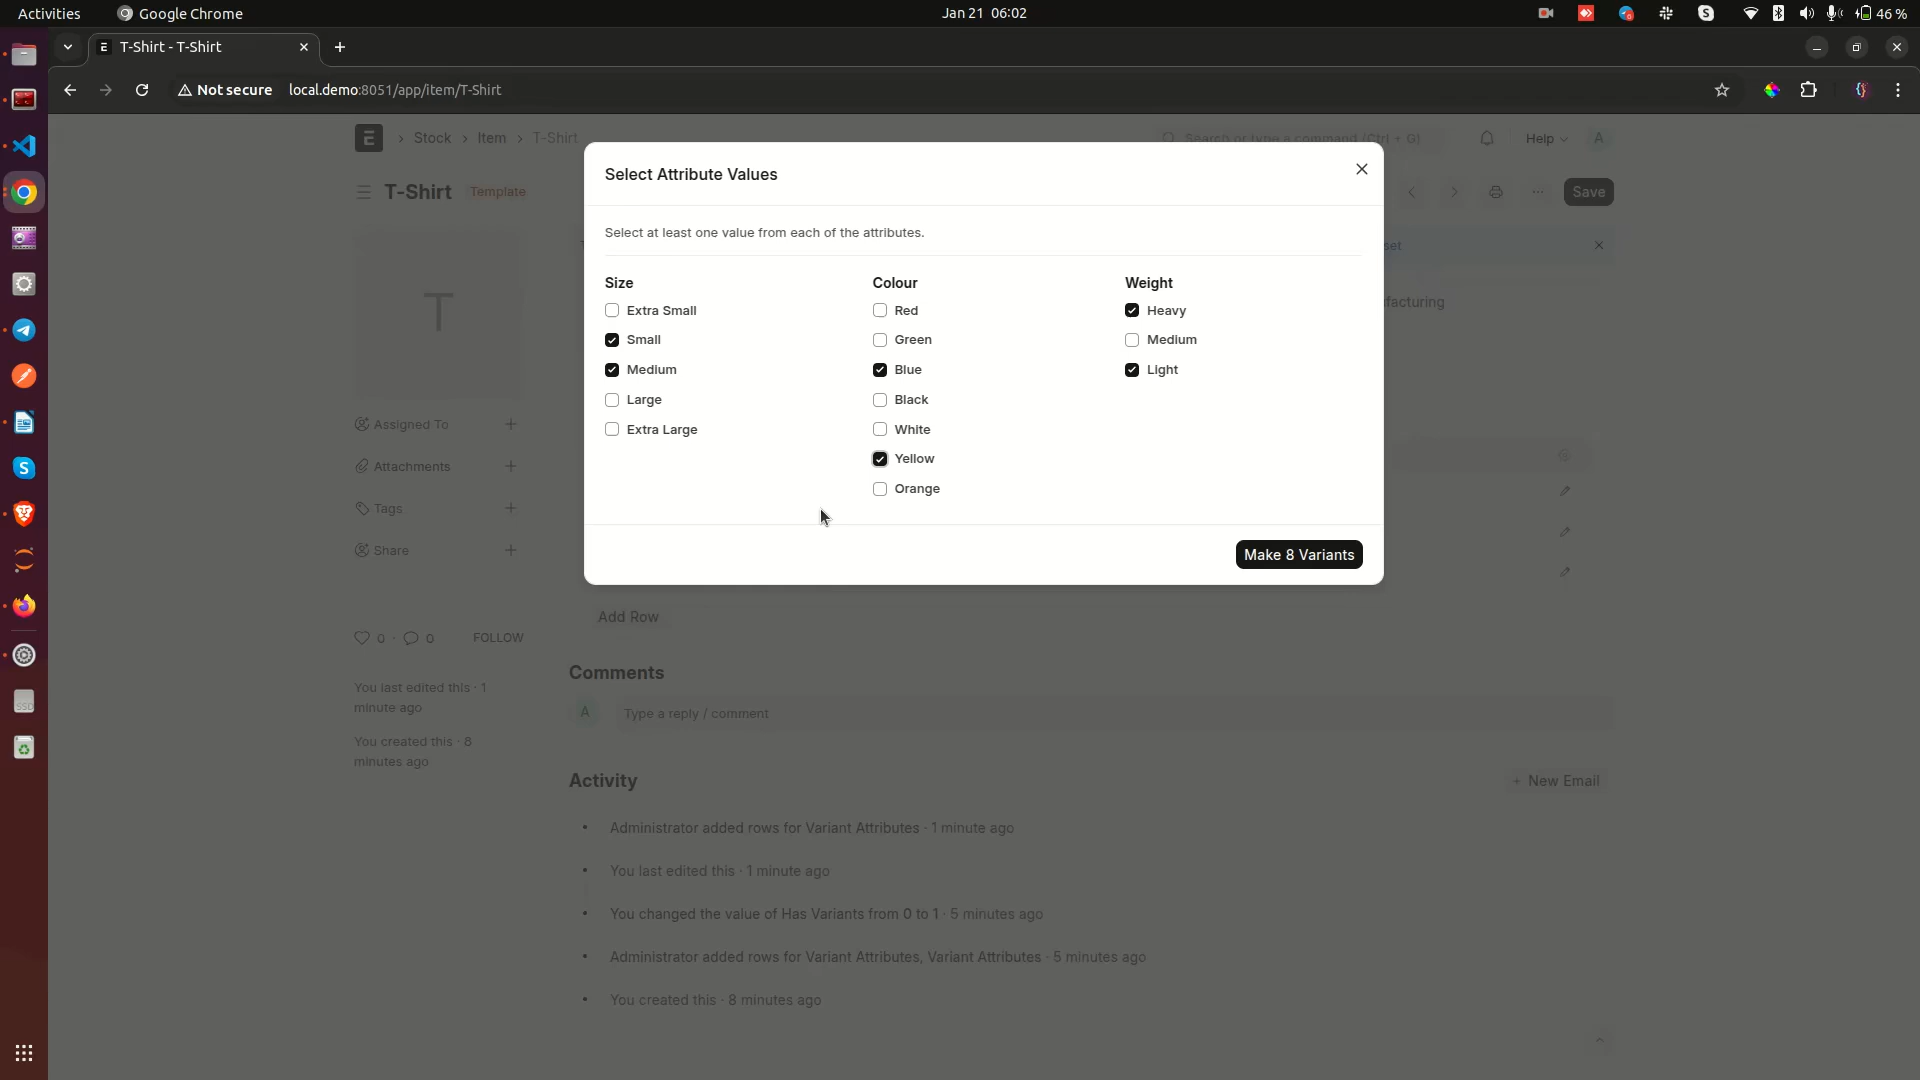 Activities Google Chrome Jan 21 06:02 46 %
T-Shirt - T-Shirt
Not secure local.demo:8051/app/item/T-Shirt
Stock Item T-Shirt Search or type a command (Ctrl + G) Help A
T-Shirt Template Save
Select Attribute Values
Select at least one value from each of the attributes.
Size Colour Weight
Extra Small Red Heavy
Small Green Medium
Medium Blue Light
Large Black
Extra Large White
Yellow
Orange
Make 8 Variants
set
facturing
T
Assigned To
Attachments
Tags
Share
0 · 0 FOLLOW
You last edited this · 1
minute ago
You created this · 8
minutes ago
Add Row
Comments
A Type a reply / comment
Activity + New Email
Administrator added rows for Variant Attributes · 1 minute ago
You last edited this · 1 minute ago
You changed the value of Has Variants from 0 to 1 · 5 minutes ago
Administrator added rows for Variant Attributes, Variant Attributes · 5 minutes ago
You created this · 8 minutes ago